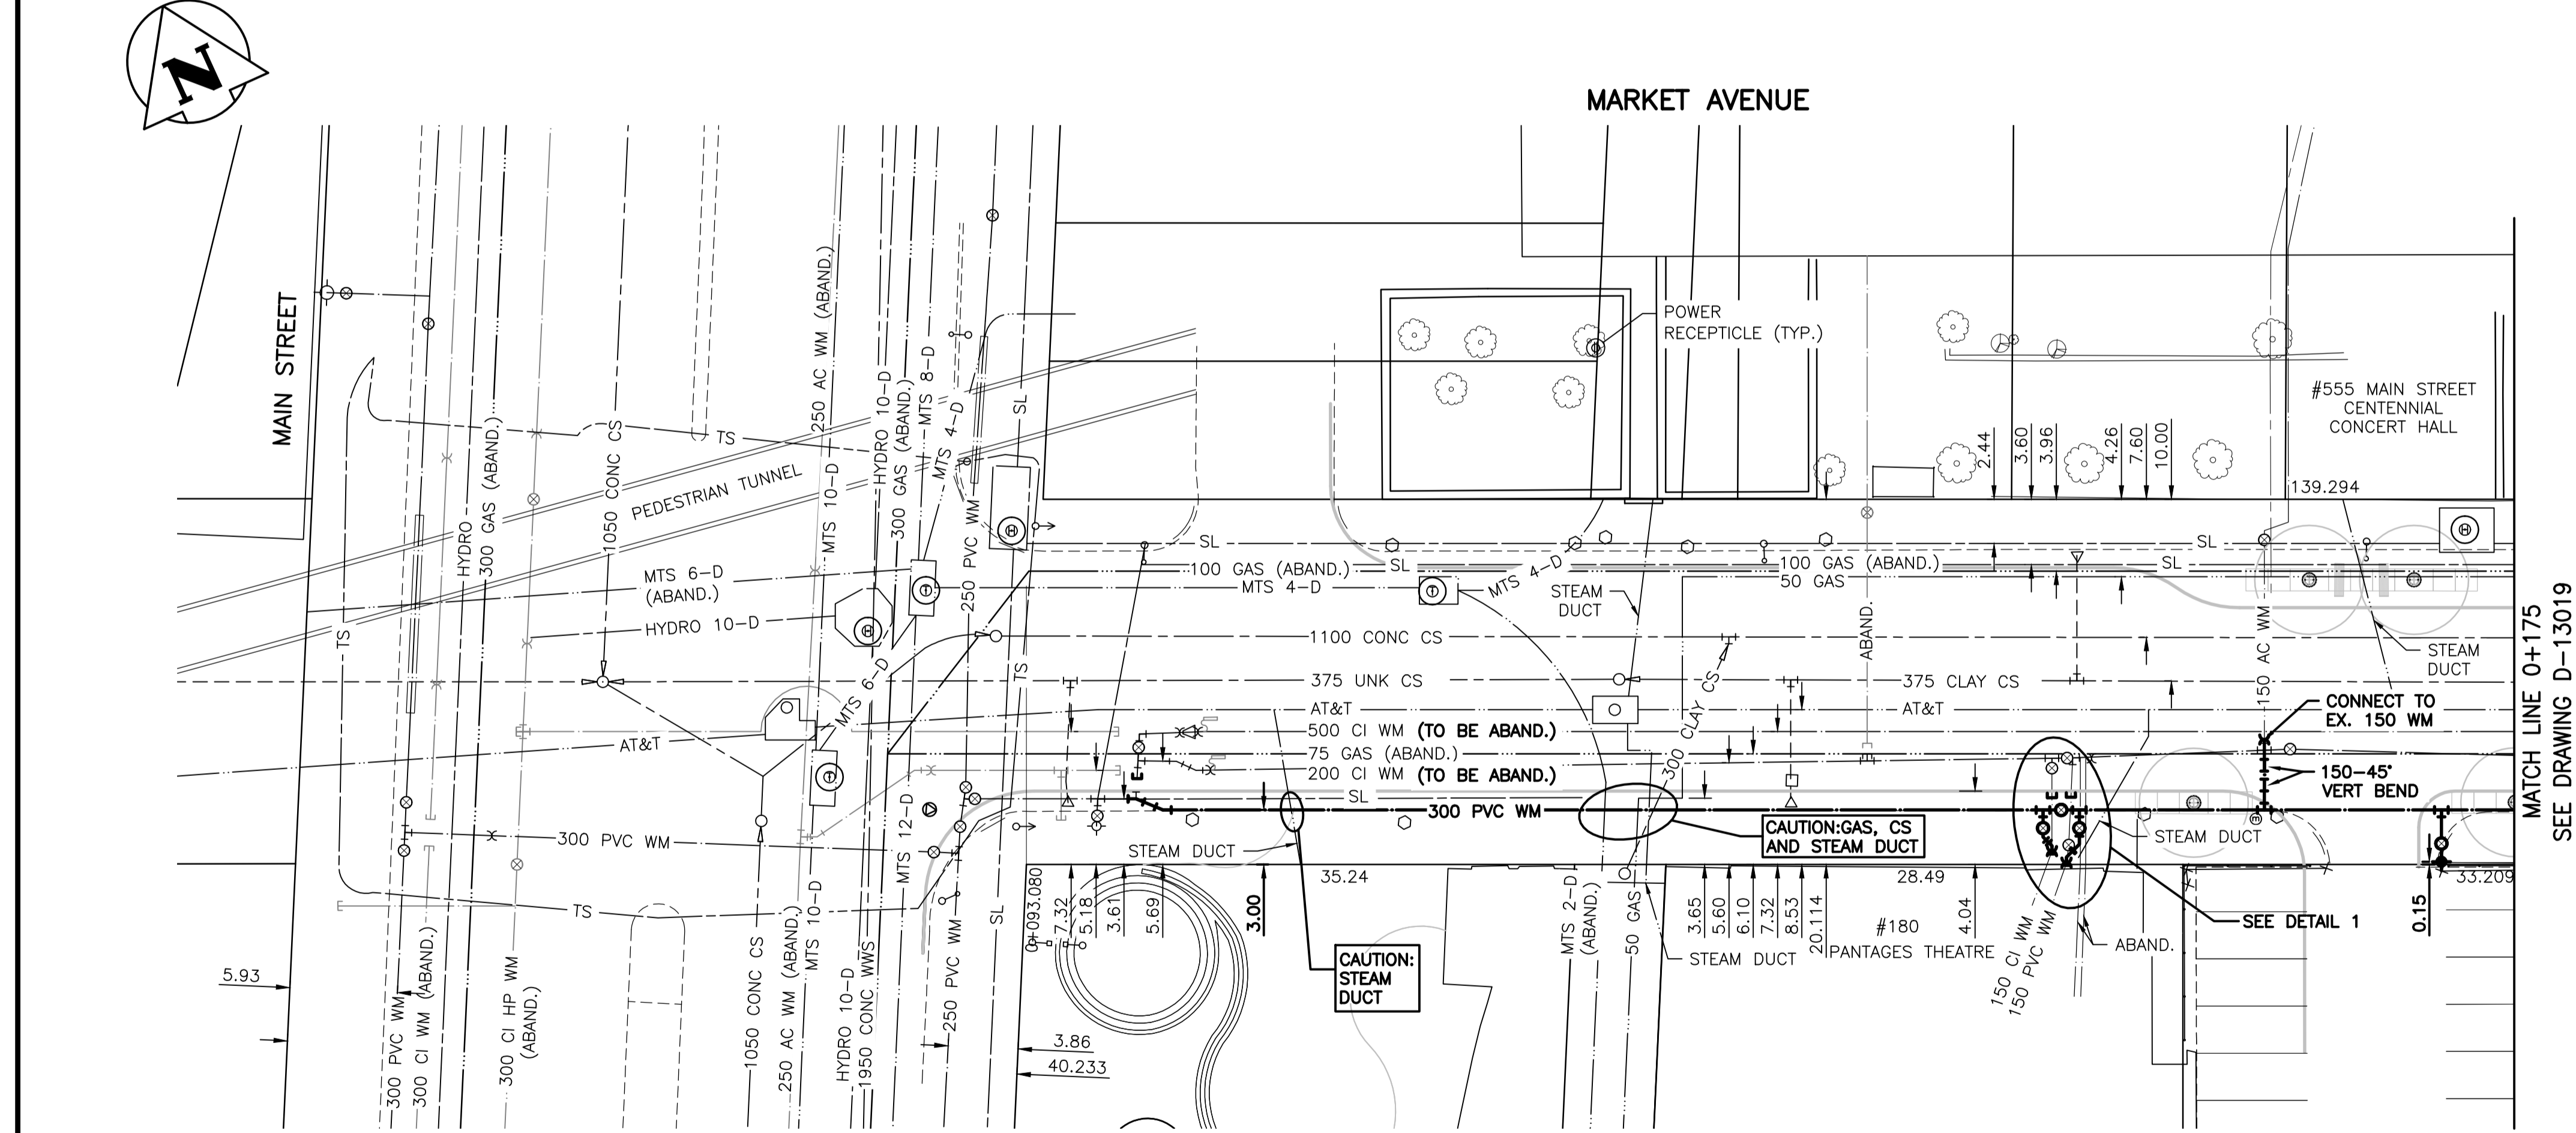 N
MARKET AVENUE
MAIN STREET
POWER
RECEPTICLE (TYP.)
#555 MAIN STREET
CENTENNIAL
CONCERT HALL
2.44
3.60
3.96
4.26
7.60
10.00
139.294
HYDRO
300 GAS (ABAND.)
1050 CONC CS
TS
PEDESTRIAN TUNNEL
250 AC WM (ABAND.)
MTS 10-D
HYDRO 10-D
300 GAS (ABAND.)
MTS 8-D
MTS 4-D
250 PVC WM
SL
TS
MTS 6-D
(ABAND.)
HYDRO 10-D
H
H
T
T
T
H
MTS 6-D
TS
AT&T
SL
100 GAS (ABAND.)
SL
MTS 4-D
MTS 4-D
STEAM
DUCT
100 GAS (ABAND.)
50 GAS
SL
SL
1100 CONC CS
375 UNK CS
AT&T
500 CI WM (TO BE ABAND.)
75 GAS (ABAND.)
200 CI WM (TO BE ABAND.)
SL
300 PVC WM
300 CLAY CS
ABAND.
375 CLAY CS
AT&T
150 AC WM
STEAM
DUCT
CONNECT TO
EX. 150 WM
150-45°
VERT BEND
MATCH LINE 0+175
SEE DRAWING D-13019
CAUTION:GAS, CS
AND STEAM DUCT
STEAM DUCT
STEAM DUCT
300 PVC WM
TS
MTS 12-D
35.24
28.49
33.209
0+093.080
7.32
5.18
3.61
5.69
3.00
CAUTION:
STEAM
DUCT
MTS 2-D
(ABAND.)
50 GAS
STEAM DUCT
3.65
5.60
6.10
7.32
8.53
20.114
#180
PANTAGES THEATRE
4.04
150 CI WM
150 PVC WM
ABAND.
SEE DETAIL 1
0.15
5.93
300 PVC WM
300 CI WM (ABAND.)
300 CI HP WM
(ABAND.)
1050 CONC CS
250 AC WM (ABAND.)
MTS 10-D
HYDRO 10-D
1950 CONC WWS
250 PVC WM
SL
3.86
40.233